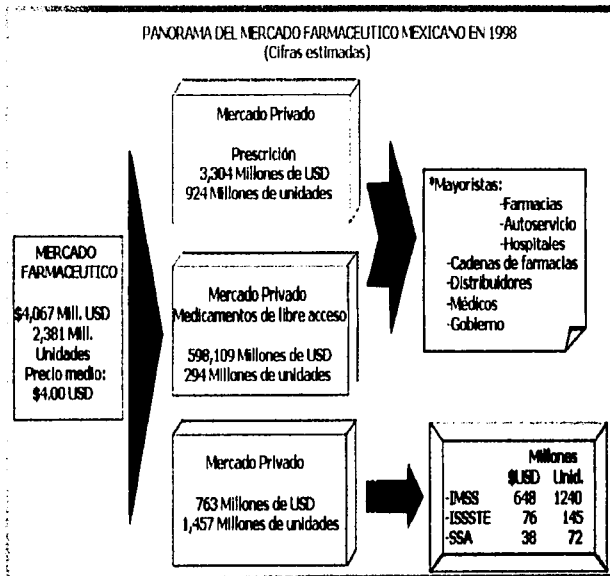 PANORAMA DEL MERCADO FARMACEUTICO MEXICANO EN 1998
(Cifras estimadas)
MERCADO
FARMACEUTICO
$4,067 Mill. USD
2,381 Mill.
Unidades
Precio medio:
$4.00 USD
Mercado Privado
Prescrición
3,304 Millones de USD
924 Millones de unidades
Mercado Privado
Medicamentos de libre acceso
598,109 Millones de USD
294 Millones de unidades
Mercado Privado
763 Millones de USD
1,457 Millones de unidades
*Mayoristas:
-Farmacias
-Autoservicio
-Hospitales
-Cadenas de farmacias
-Distribuidores
-Médicos
-Gobierno
Millones
$USD Unid.
-IMSS 648 1240
-ISSSTE 76 145
-SSA 38 72